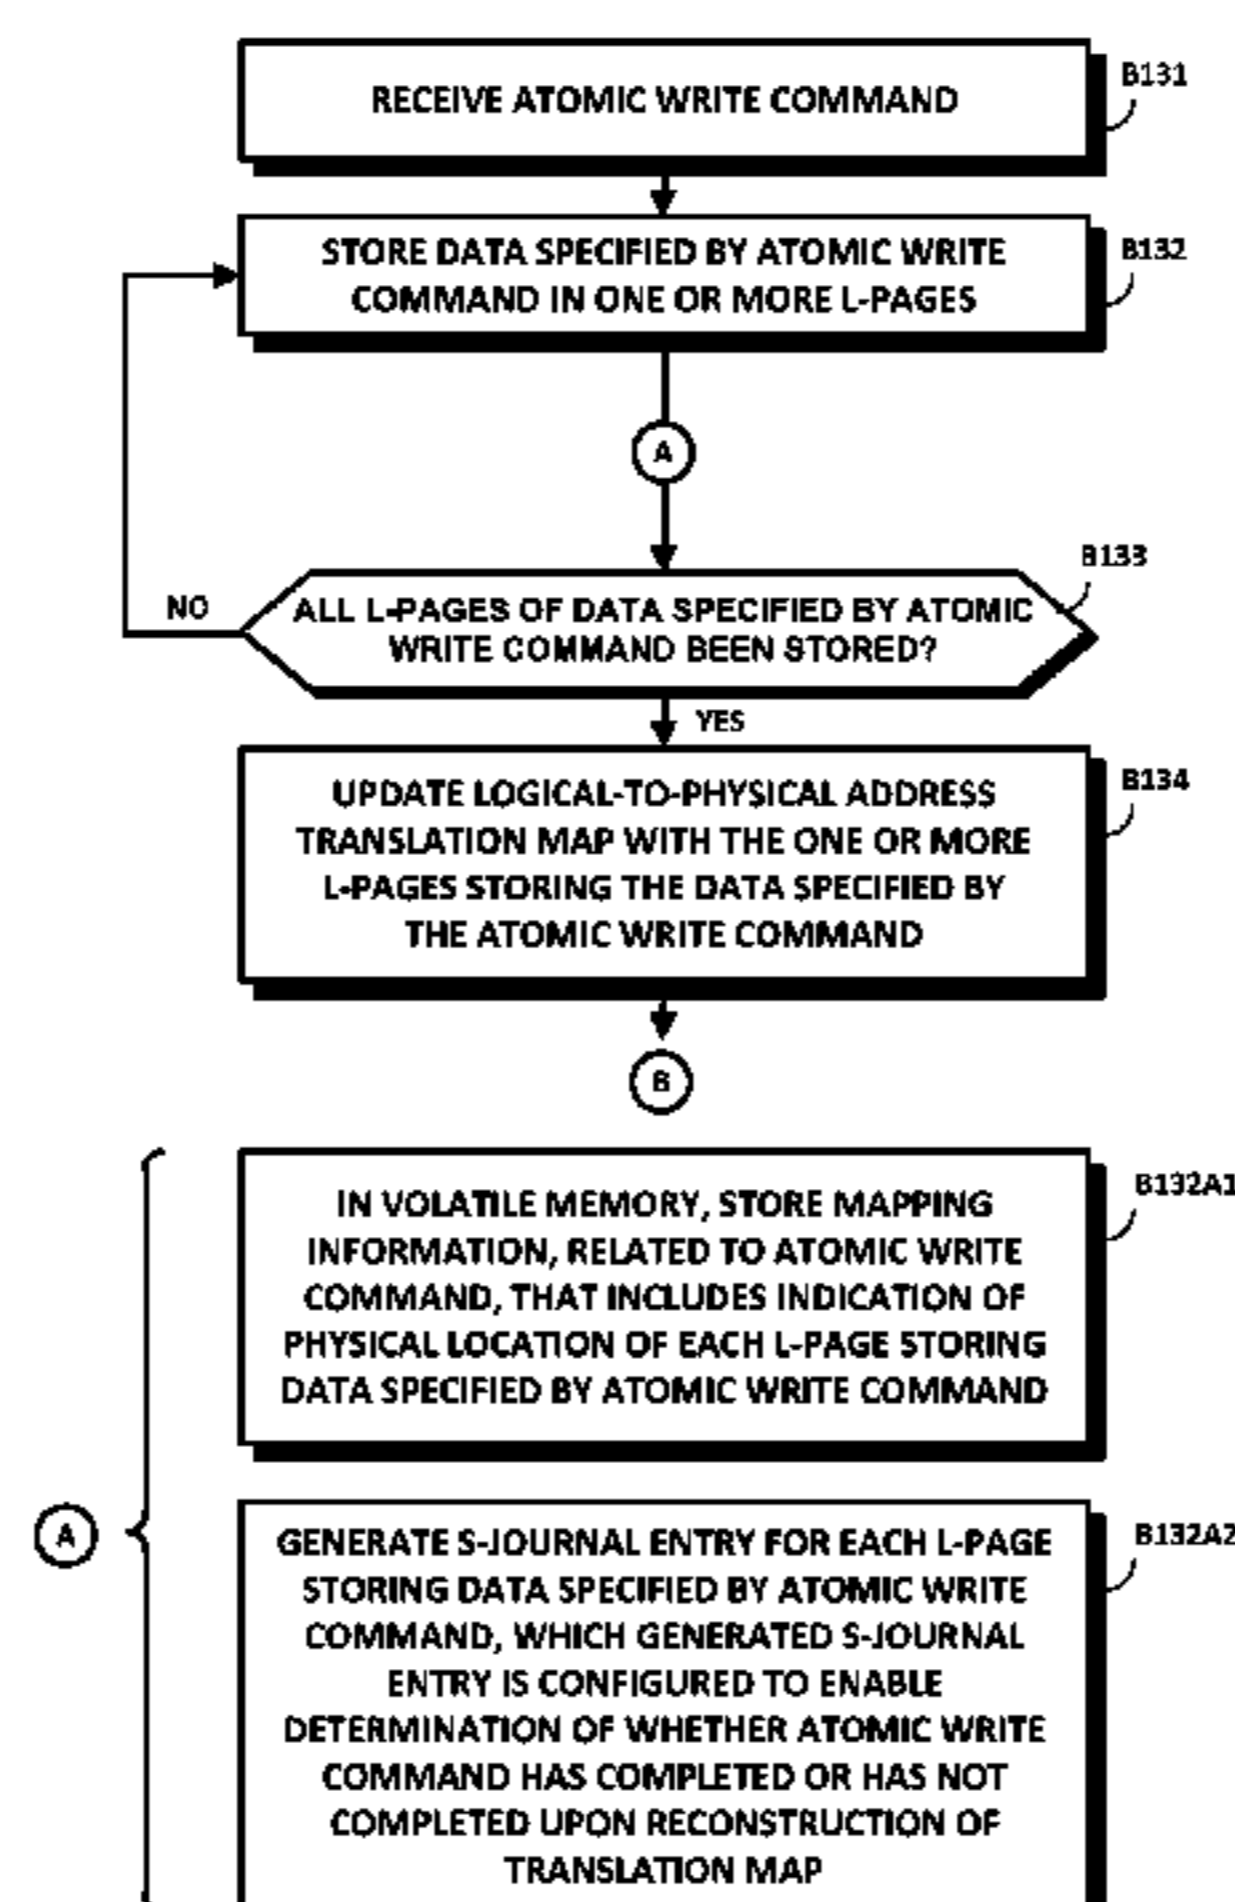 RECEIVE ATOMIC WRITE COMMAND
B131
STORE DATA SPECIFIED BY ATOMIC WRITE
COMMAND IN ONE OR MORE L-PAGES
B132
A
B133
ALL L-PAGES OF DATA SPECIFIED BY ATOMIC
WRITE COMMAND BEEN STORED?
NO
YES
UPDATE LOGICAL-TO-PHYSICAL ADDRESS
TRANSLATION MAP WITH THE ONE OR MORE
L-PAGES STORING THE DATA SPECIFIED BY
THE ATOMIC WRITE COMMAND
B134
B
IN VOLATILE MEMORY, STORE MAPPING
INFORMATION, RELATED TO ATOMIC WRITE
COMMAND, THAT INCLUDES INDICATION OF
PHYSICAL LOCATION OF EACH L-PAGE STORING
DATA SPECIFIED BY ATOMIC WRITE COMMAND
B132A1
A
GENERATE S-JOURNAL ENTRY FOR EACH L-PAGE
STORING DATA SPECIFIED BY ATOMIC WRITE
COMMAND, WHICH GENERATED S-JOURNAL
ENTRY IS CONFIGURED TO ENABLE
DETERMINATION OF WHETHER ATOMIC WRITE
COMMAND HAS COMPLETED OR HAS NOT
COMPLETED UPON RECONSTRUCTION OF
TRANSLATION MAP
B132A2